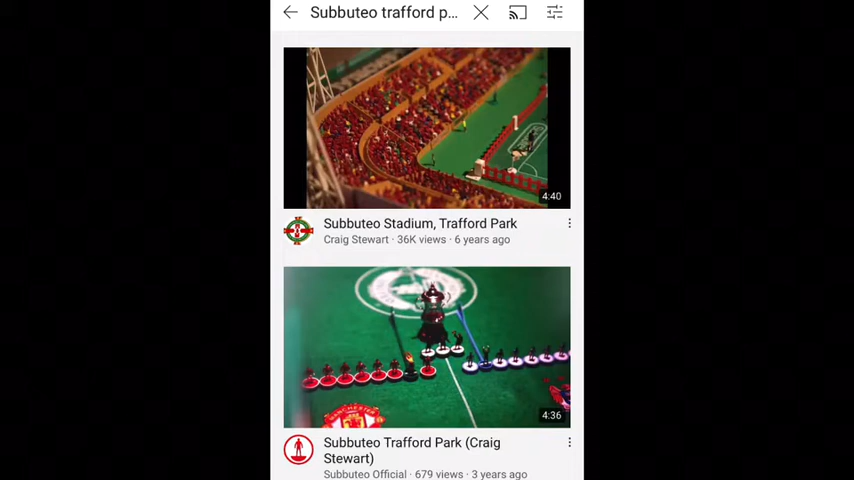 Subbuteo trafford p...
4:40
Subbuteo Stadium, Trafford Park
Craig Stewart · 36K views · 6 years ago
MANCHESTER
4:36
Subbuteo Trafford Park (Craig
Stewart)
Subbuteo Official · 679 views · 3 years ago